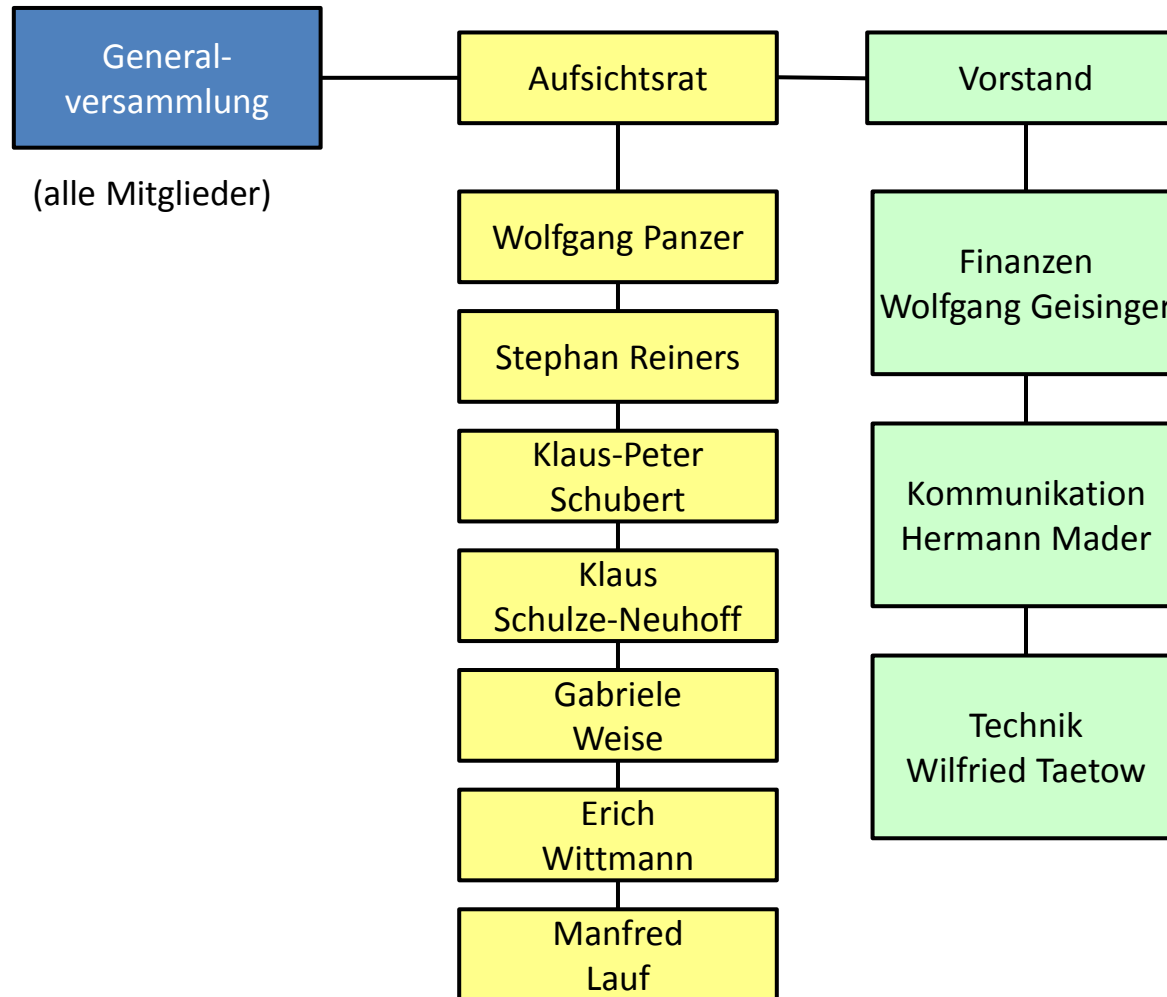 General-
versammlung
(alle Mitglieder)
Aufsichtsrat
Wolfgang Panzer
Stephan Reiners
Klaus-Peter
Schubert
Klaus
Schulze-Neuhoff
Gabriele
Weise
Erich
Wittmann
Manfred
Lauf
Vorstand
Finanzen
Wolfgang Geisinger
Kommunikation
Hermann Mader
Technik
Wilfried Taetow